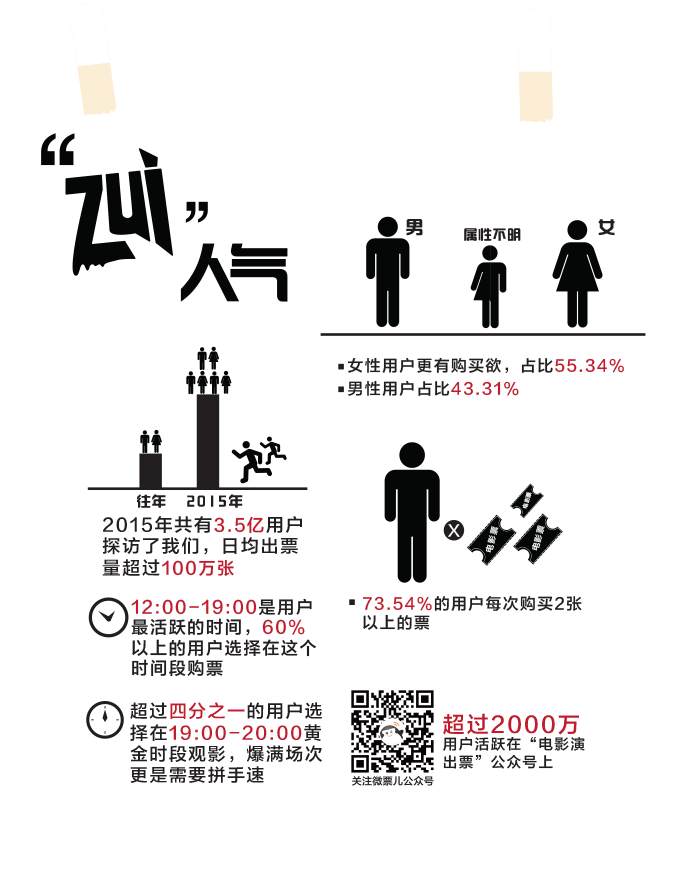 “zui”
人气
男
属性不明
女
▪女性用户更有购买欲，占比55.34%
▪男性用户占比43.31%
往年
2015年
2015年共有3.5亿用户
探访了我们，日均出票
量超过100万张
12:00-19:00是用户
最活跃的时间，60%
以上的用户选择在这个
时间段购票
超过四分之一的用户选
择在19:00-20:00黄
金时段观影，爆满场次
更是需要拼手速
X
电影票
电影票
电影票
▪ 73.54%的用户每次购买2张
以上的票
关注微票儿公众号
超过2000万
用户活跃在“电影演
出票”公众号上